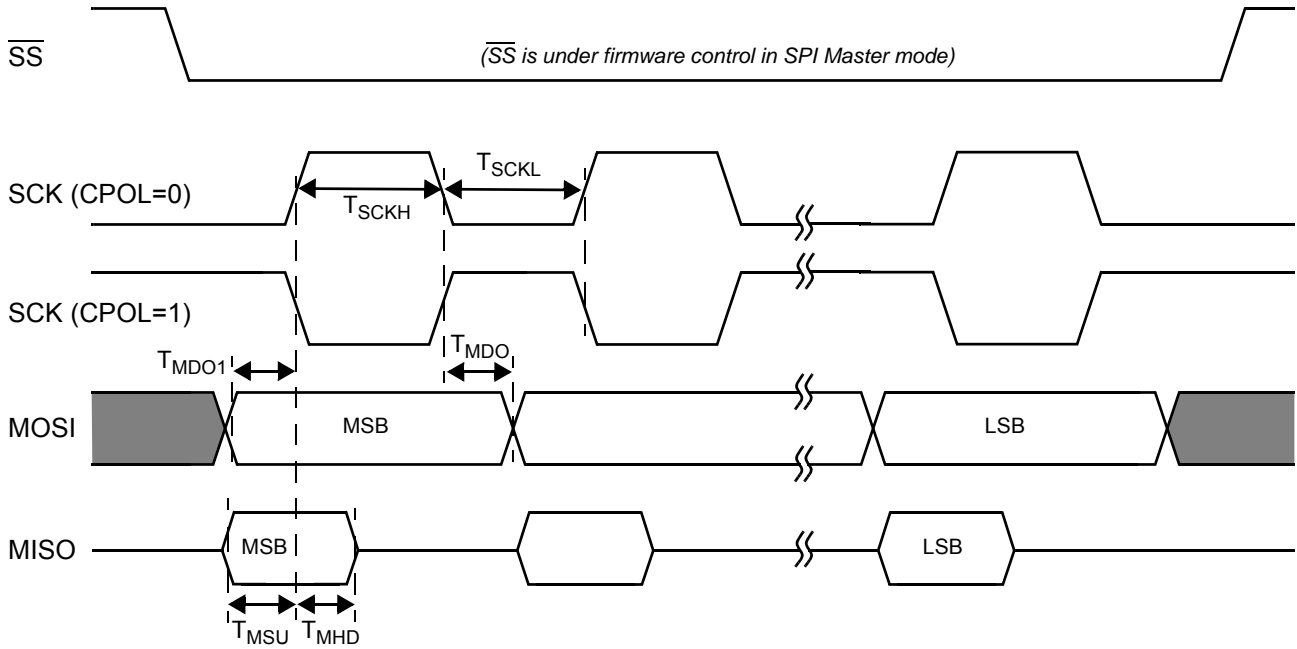 SS
(SS is under firmware control in SPI Master mode)
TSCKL
SCK (CPOL=0)
TSCKH
SCK (CPOL=1)
TMDO1
TMDO
MOSI
MSB
LSB
MISO
MSB
LSB
TMSU
TMHD